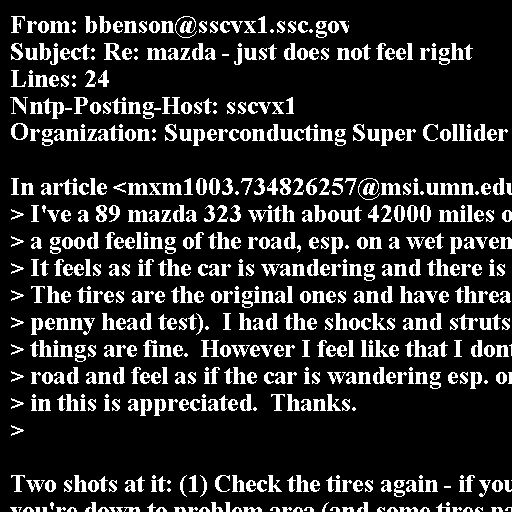 From: bbenson@sscvx1.ssc.gov
Subject: Re: mazda - just does not feel right
Lines: 24
Nntp-Posting-Host: sscvx1
Organization: Superconducting Super Collider

In article <mxm1003.734826257@msi.umn.edu
> I've a 89 mazda 323 with about 42000 miles o
> a good feeling of the road, esp. on a wet pavem
> It feels as if the car is wandering and there is
> The tires are the original ones and have threa
> penny head test).  I had the shocks and struts
> things are fine.  However I feel like that I dont
> road and feel as if the car is wandering esp. on
> in this is appreciated.  Thanks.
>

Two shots at it: (1) Check the tires again - if you
you're down to problem area (and some tires pa